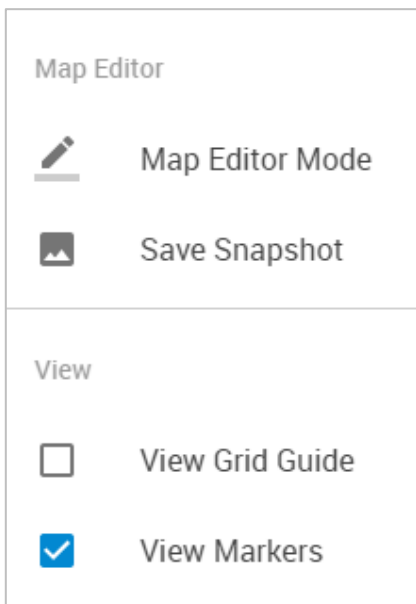 Map Editor
Map Editor Mode
Save Snapshot
View
View Grid Guide
View Markers